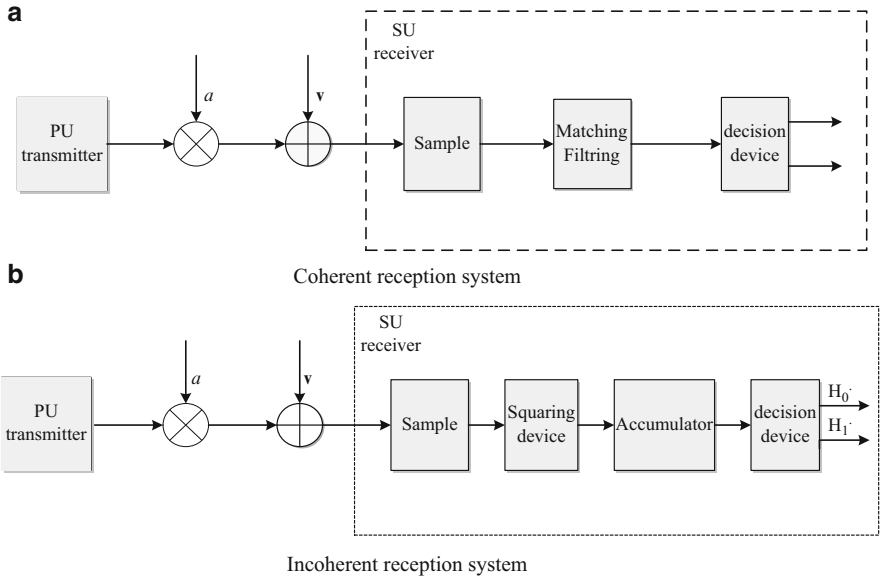 a
SU
receiver
a
v
PU
transmitter
Sample
Matching
Filtring
decision
device
Coherent reception system
b
SU
receiver
a
v
PU
transmitter
Sample
Squaring
device
Accumulator
decision
device
H0·
H1·
Incoherent reception system